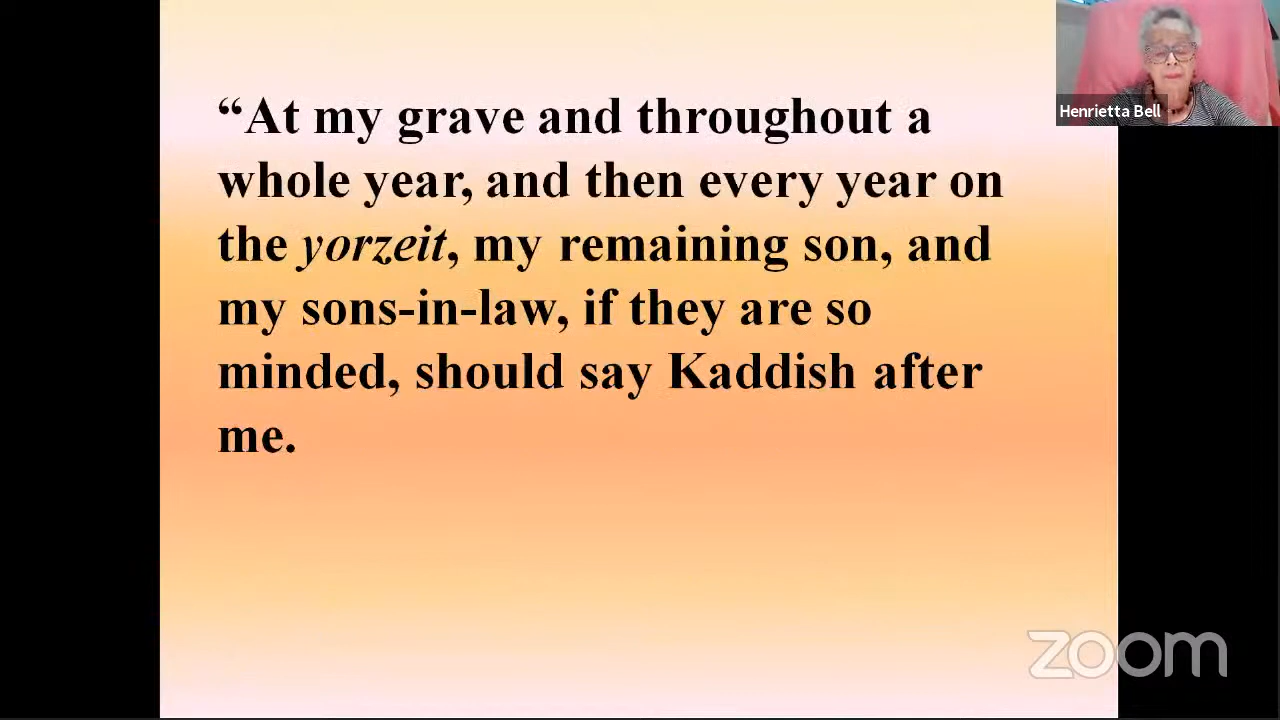 “At my grave and throughout a
whole year, and then every year on
the yorzeit, my remaining son, and
my sons-in-law, if they are so
minded, should say Kaddish after
me.
Henrietta Bell
zoom